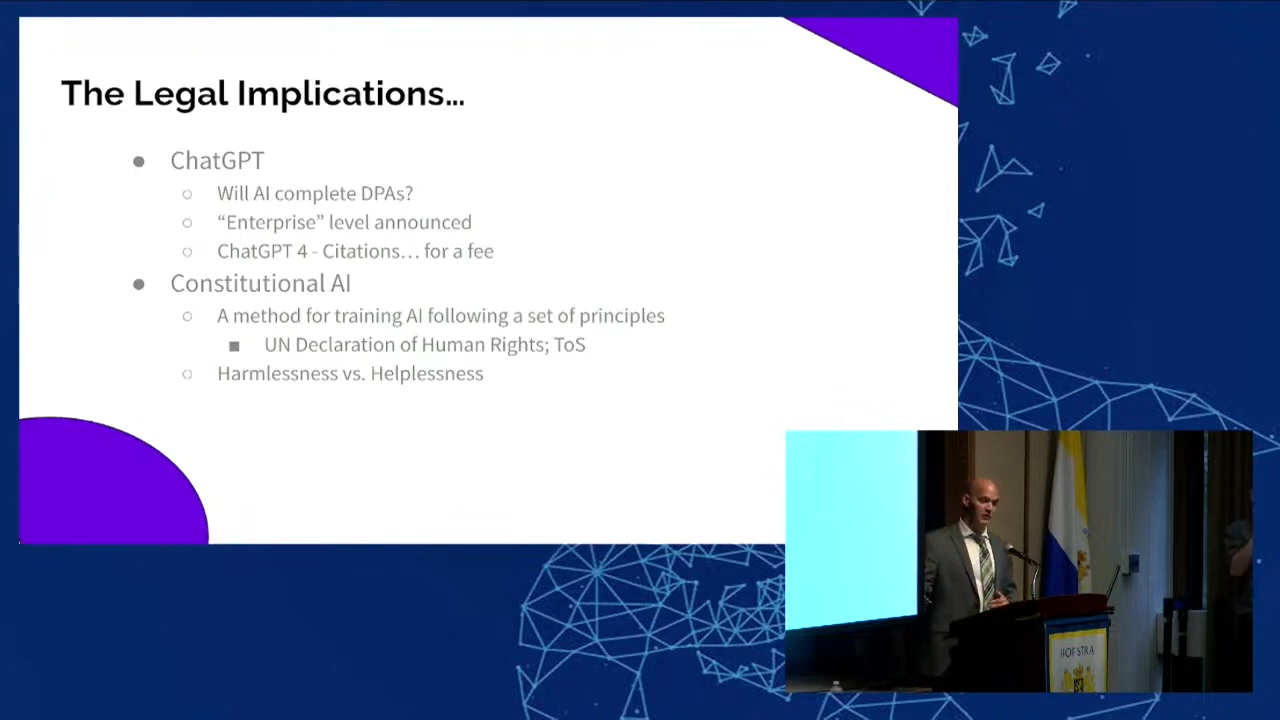 The Legal Implications...
● ChatGPT
○ Will AI complete DPAs?
○ “Enterprise” level announced
○ ChatGPT 4 - Citations… for a fee
● Constitutional AI
○ A method for training AI following a set of principles
■ UN Declaration of Human Rights; ToS
○ Harmlessness vs. Helplessness
HOFSTRA